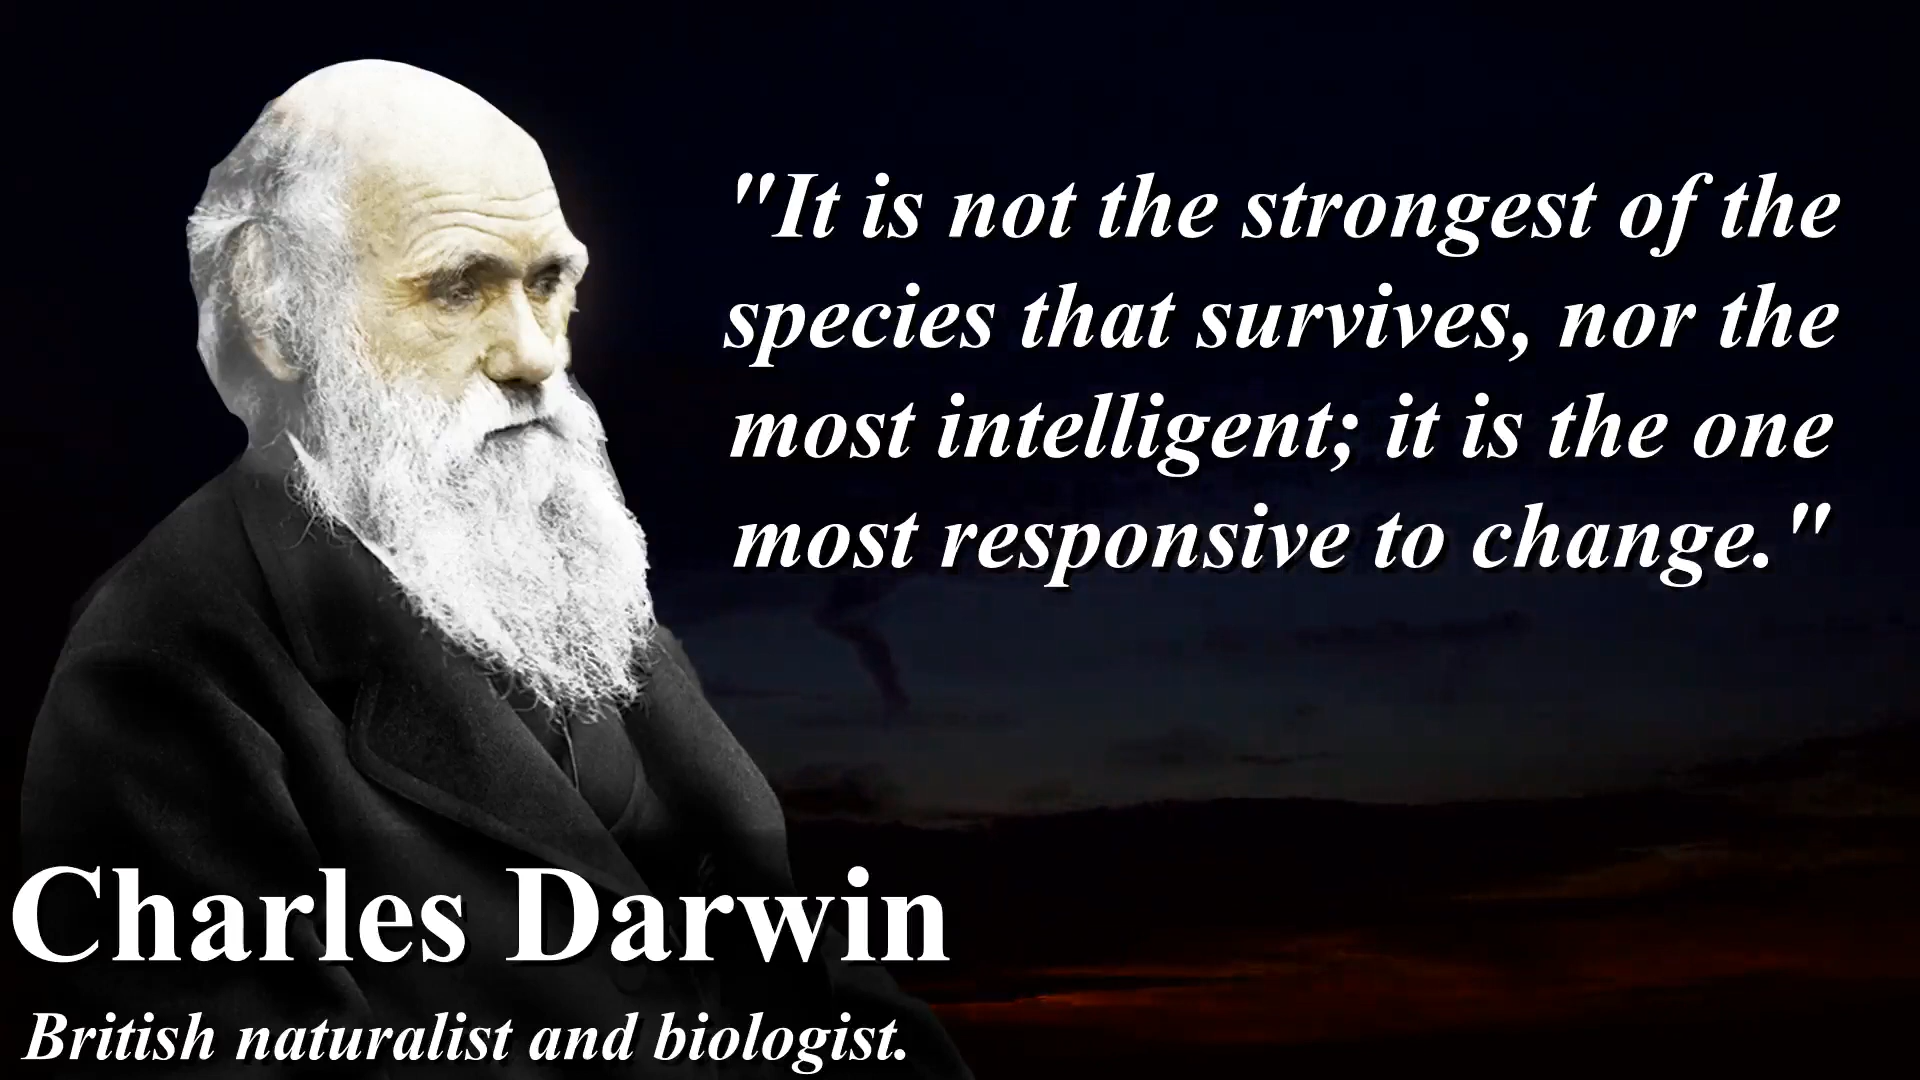 "It is not the strongest of the
species that survives, nor the
most intelligent; it is the one
most responsive to change."
Charles Darwin
British naturalist and biologist.